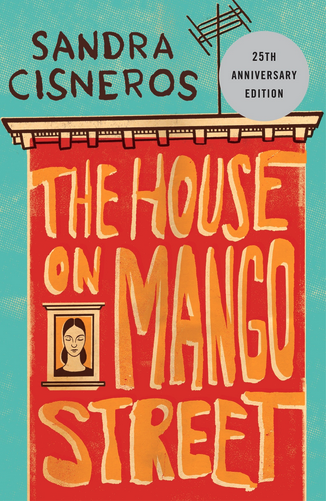 SANDRA
CISNEROS
25TH
ANNIVERSARY
EDITION
THE HOUSE
ON MANGO
STREET